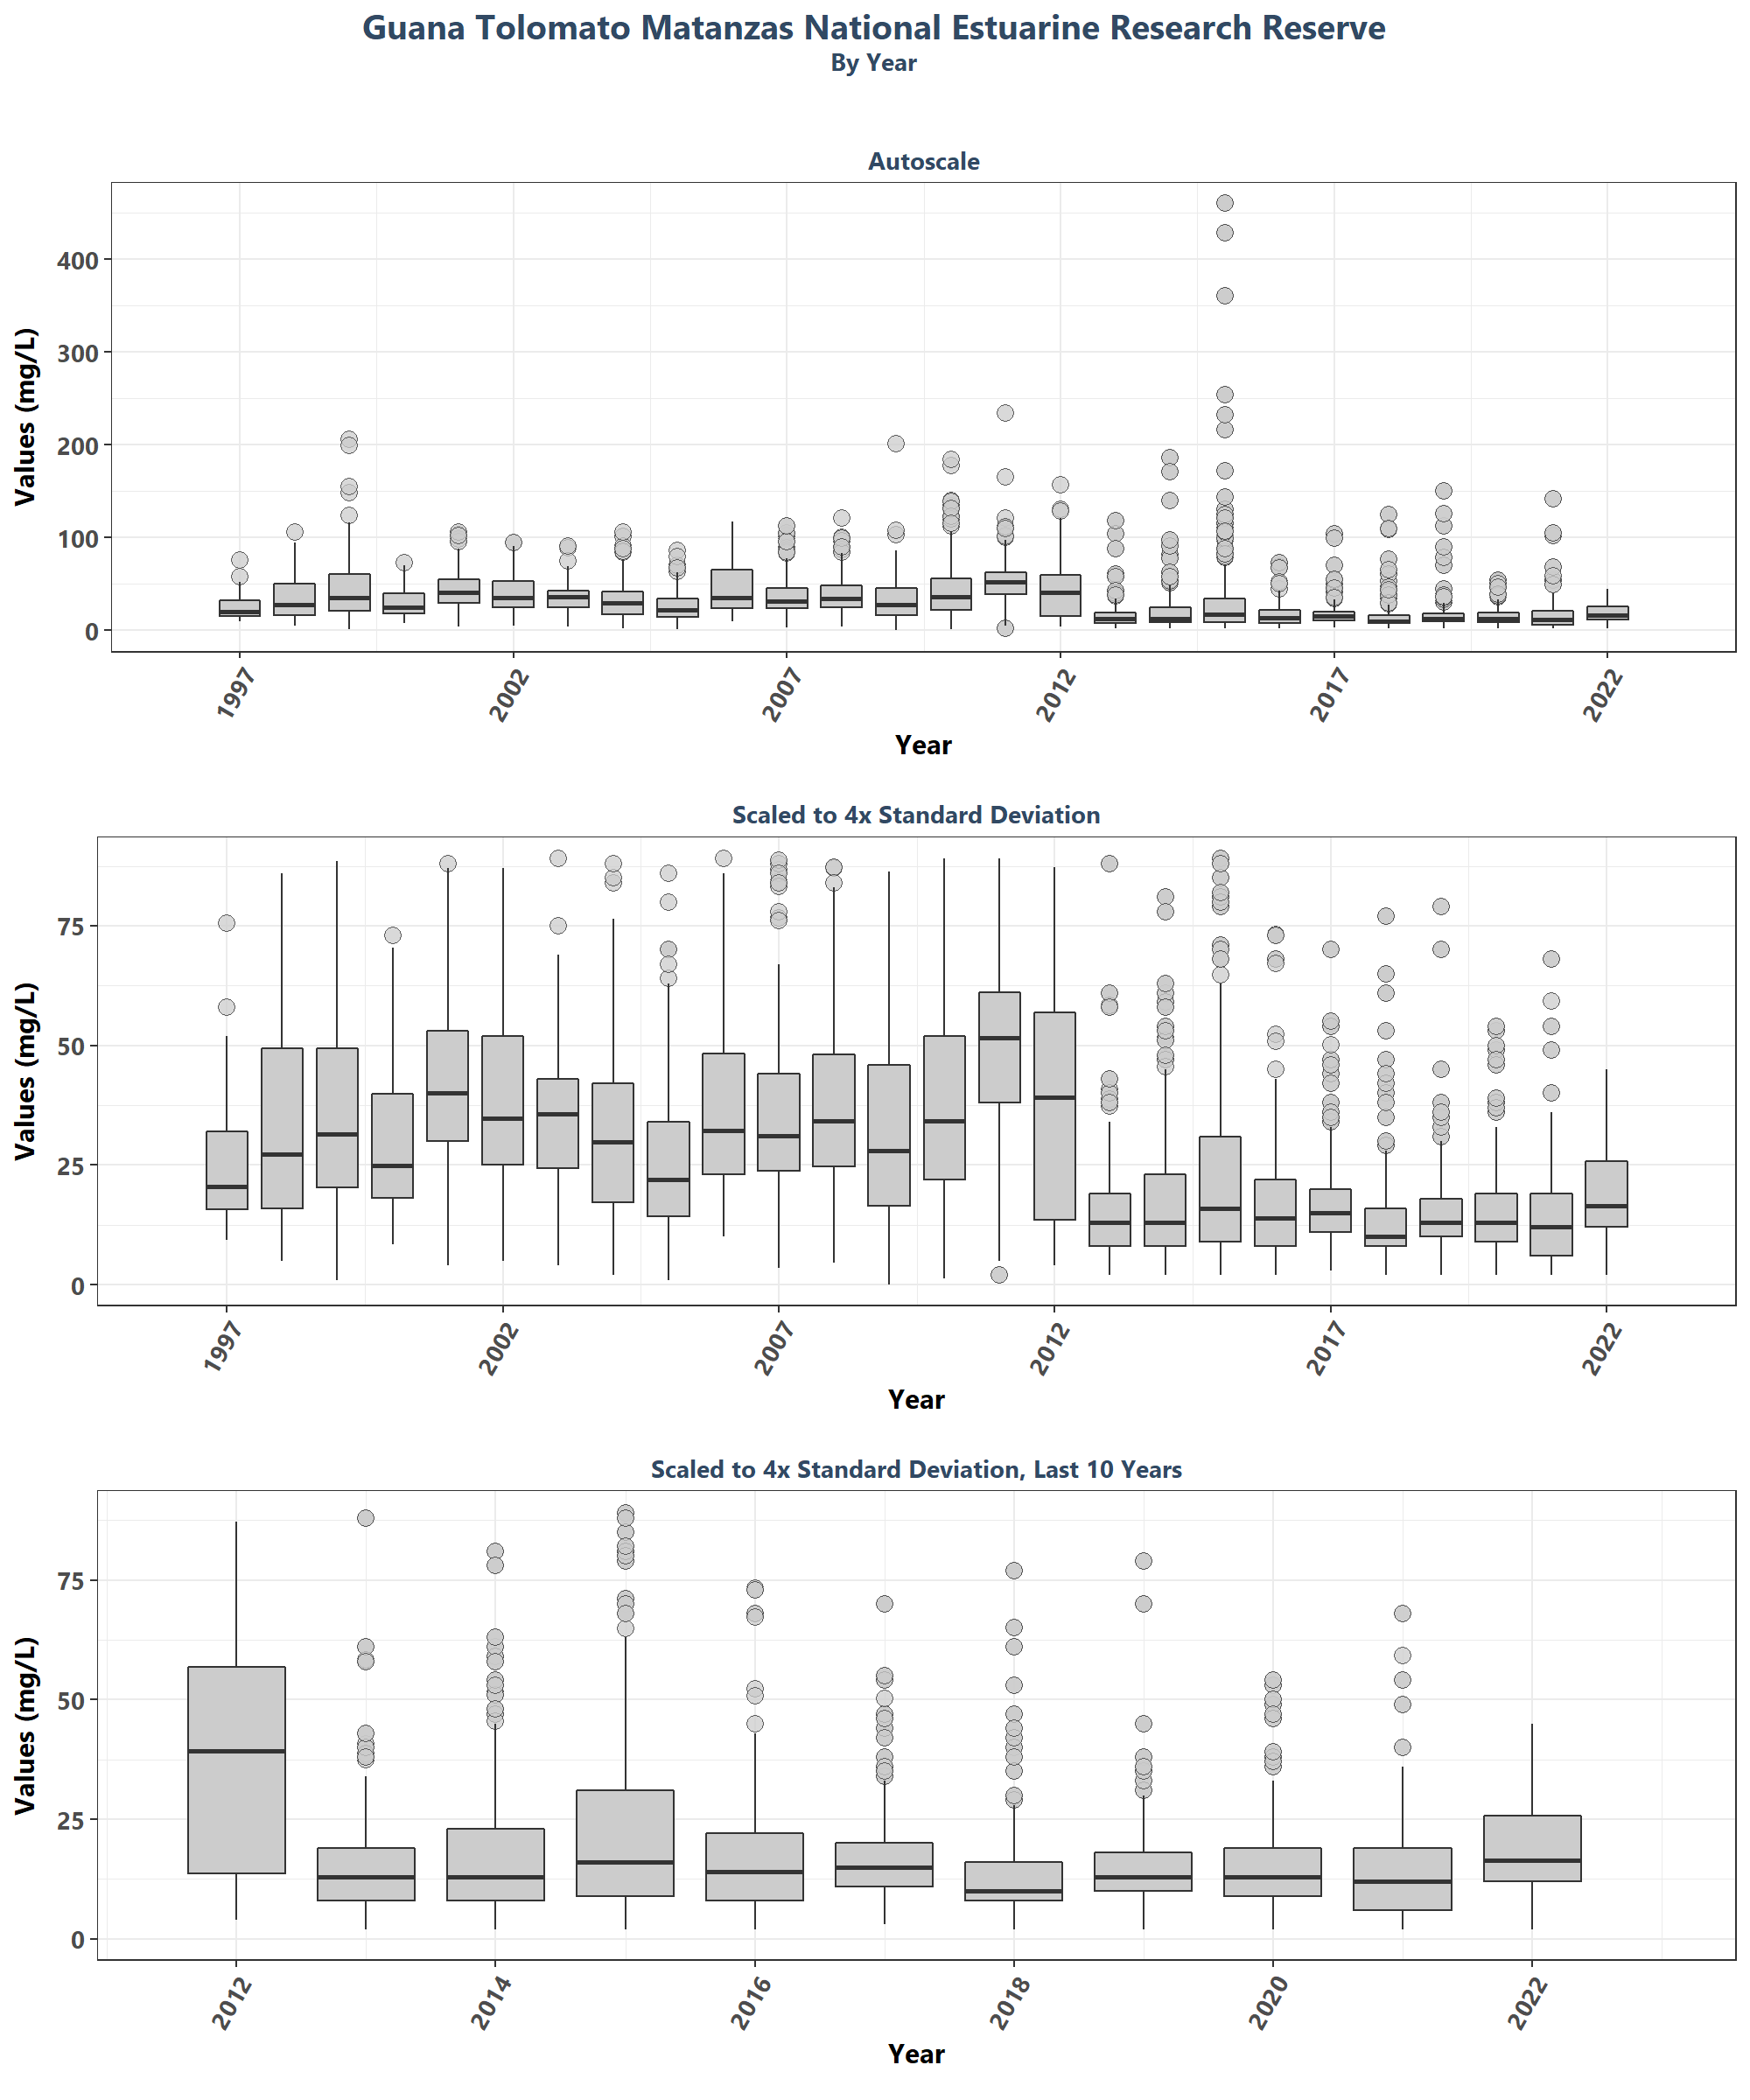 Guana Tolomato Matanzas National Estuarine Research Reserve
By Year
Autoscale
Values (mg/L)
400
300
200
100
0
1997
2002
2007
2012
2017
2022
Year
Scaled to 4x Standard Deviation
Values (mg/L)
75
50
25
0
1997
2002
2007
2012
2017
2022
Year
Scaled to 4x Standard Deviation, Last 10 Years
Values (mg/L)
75
50
25
0
2012
2014
2016
2018
2020
2022
Year